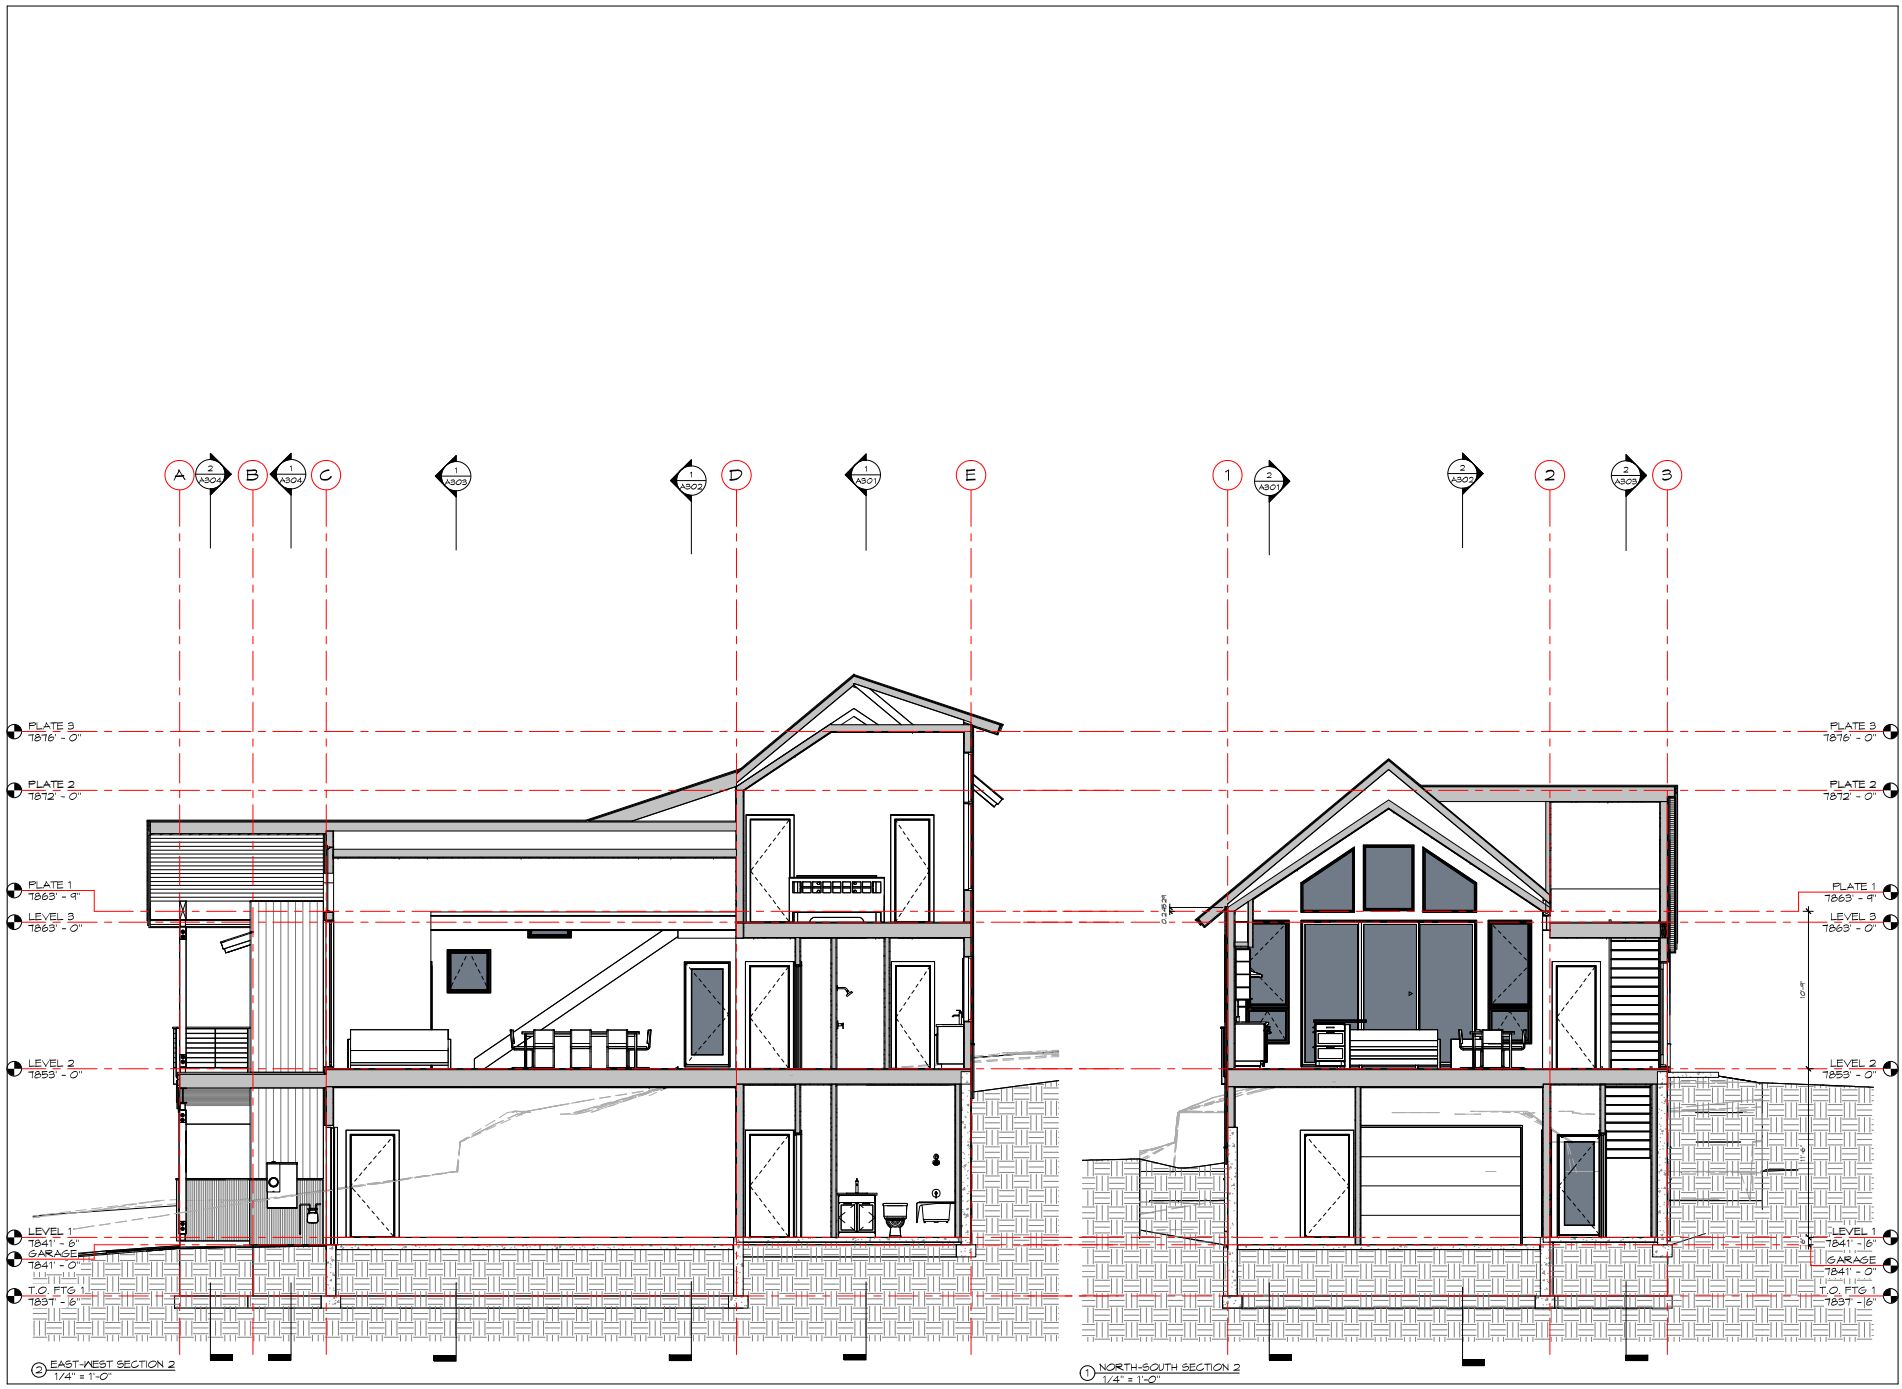 A
2
A304
B
1
A304
C
1
A303
1
A302
D
1
A301
E
1
2
A301
2
A302
2
2
A303
3
PLATE 3
7876' - 0"
PLATE 2
7872' - 0"
PLATE 1
7863' - 9"
LEVEL 3
7863' - 0"
LEVEL 2
7853' - 0"
LEVEL 1
7841' - 6"
GARAGE
7841' - 0"
T.O. FTG 1
7837' - 6"
PLATE 3
7876' - 0"
PLATE 2
7872' - 0"
PLATE 1
7863' - 9"
LEVEL 3
7863' - 0"
10'-9"
LEVEL 2
7853' - 0"
11'-6"
LEVEL 1
7841' - 6"
GARAGE
7841' - 0"
T.O. FTG 1
7837' - 6"
2
EAST-WEST SECTION 2
1/4" = 1'-0"
1
NORTH-SOUTH SECTION 2
1/4" = 1'-0"